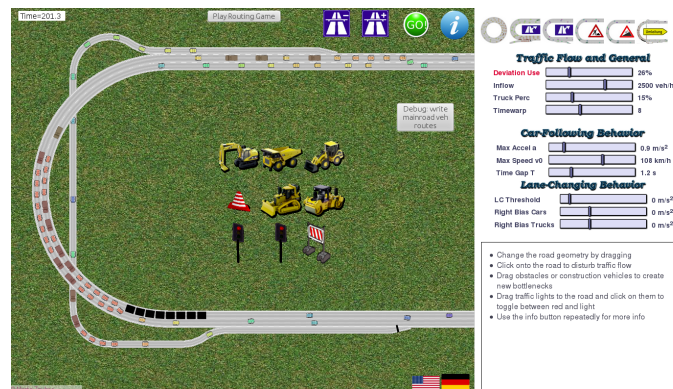 Time=201.3
Play Routing Game
GO!
i
Debug: write
mainroad veh
routes
Traffic Flow and General
Deviation Use 26%
Inflow 2500 veh/h
Truck Perc 15%
Timewarp 8
Car-Following Behavior
Max Accel a 0.9 m/s²
Max Speed v0 108 km/h
Time Gap T 1.2 s
Lane-Changing Behavior
LC Threshold 0 m/s²
Right Bias Cars 0 m/s²
Right Bias Trucks 0 m/s²
• Change the road geometry by dragging
• Click onto the road to disturb traffic flow
• Drag obstacles or construction vehicles to create
new bottlenecks
• Drag traffic lights to the road and click on them to
toggle between red and light
• Use the info button repeatedly for more info